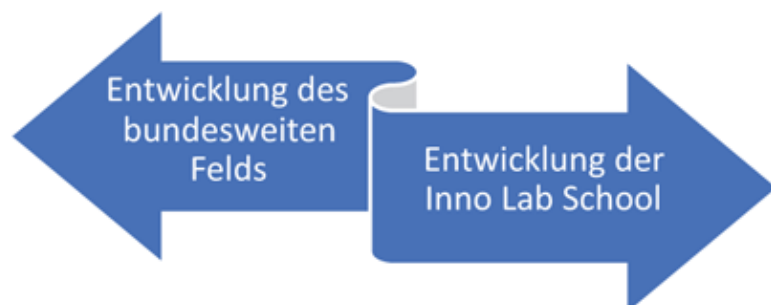 Entwicklung des
bundesweiten
Felds
Entwicklung der
Inno Lab School